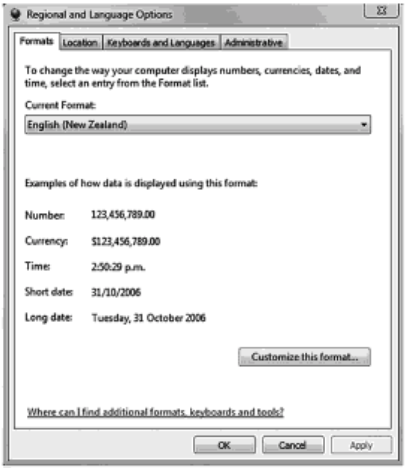 Regional and Language Options
Formats Location Keyboards and Languages Administrative
To change the way your computer displays numbers, currencies, dates, and
time, select an entry from the Format list.
Current Format:
English (New Zealand)
Examples of how data is displayed using this format:
Number: 123,456,789.00
Currency: $123,456,789.00
Time: 2:50:29 p.m.
Short date: 31/10/2006
Long date: Tuesday, 31 October 2006
Customize this format...
Where can I find additional formats, keyboards and tools?
OK Cancel Apply